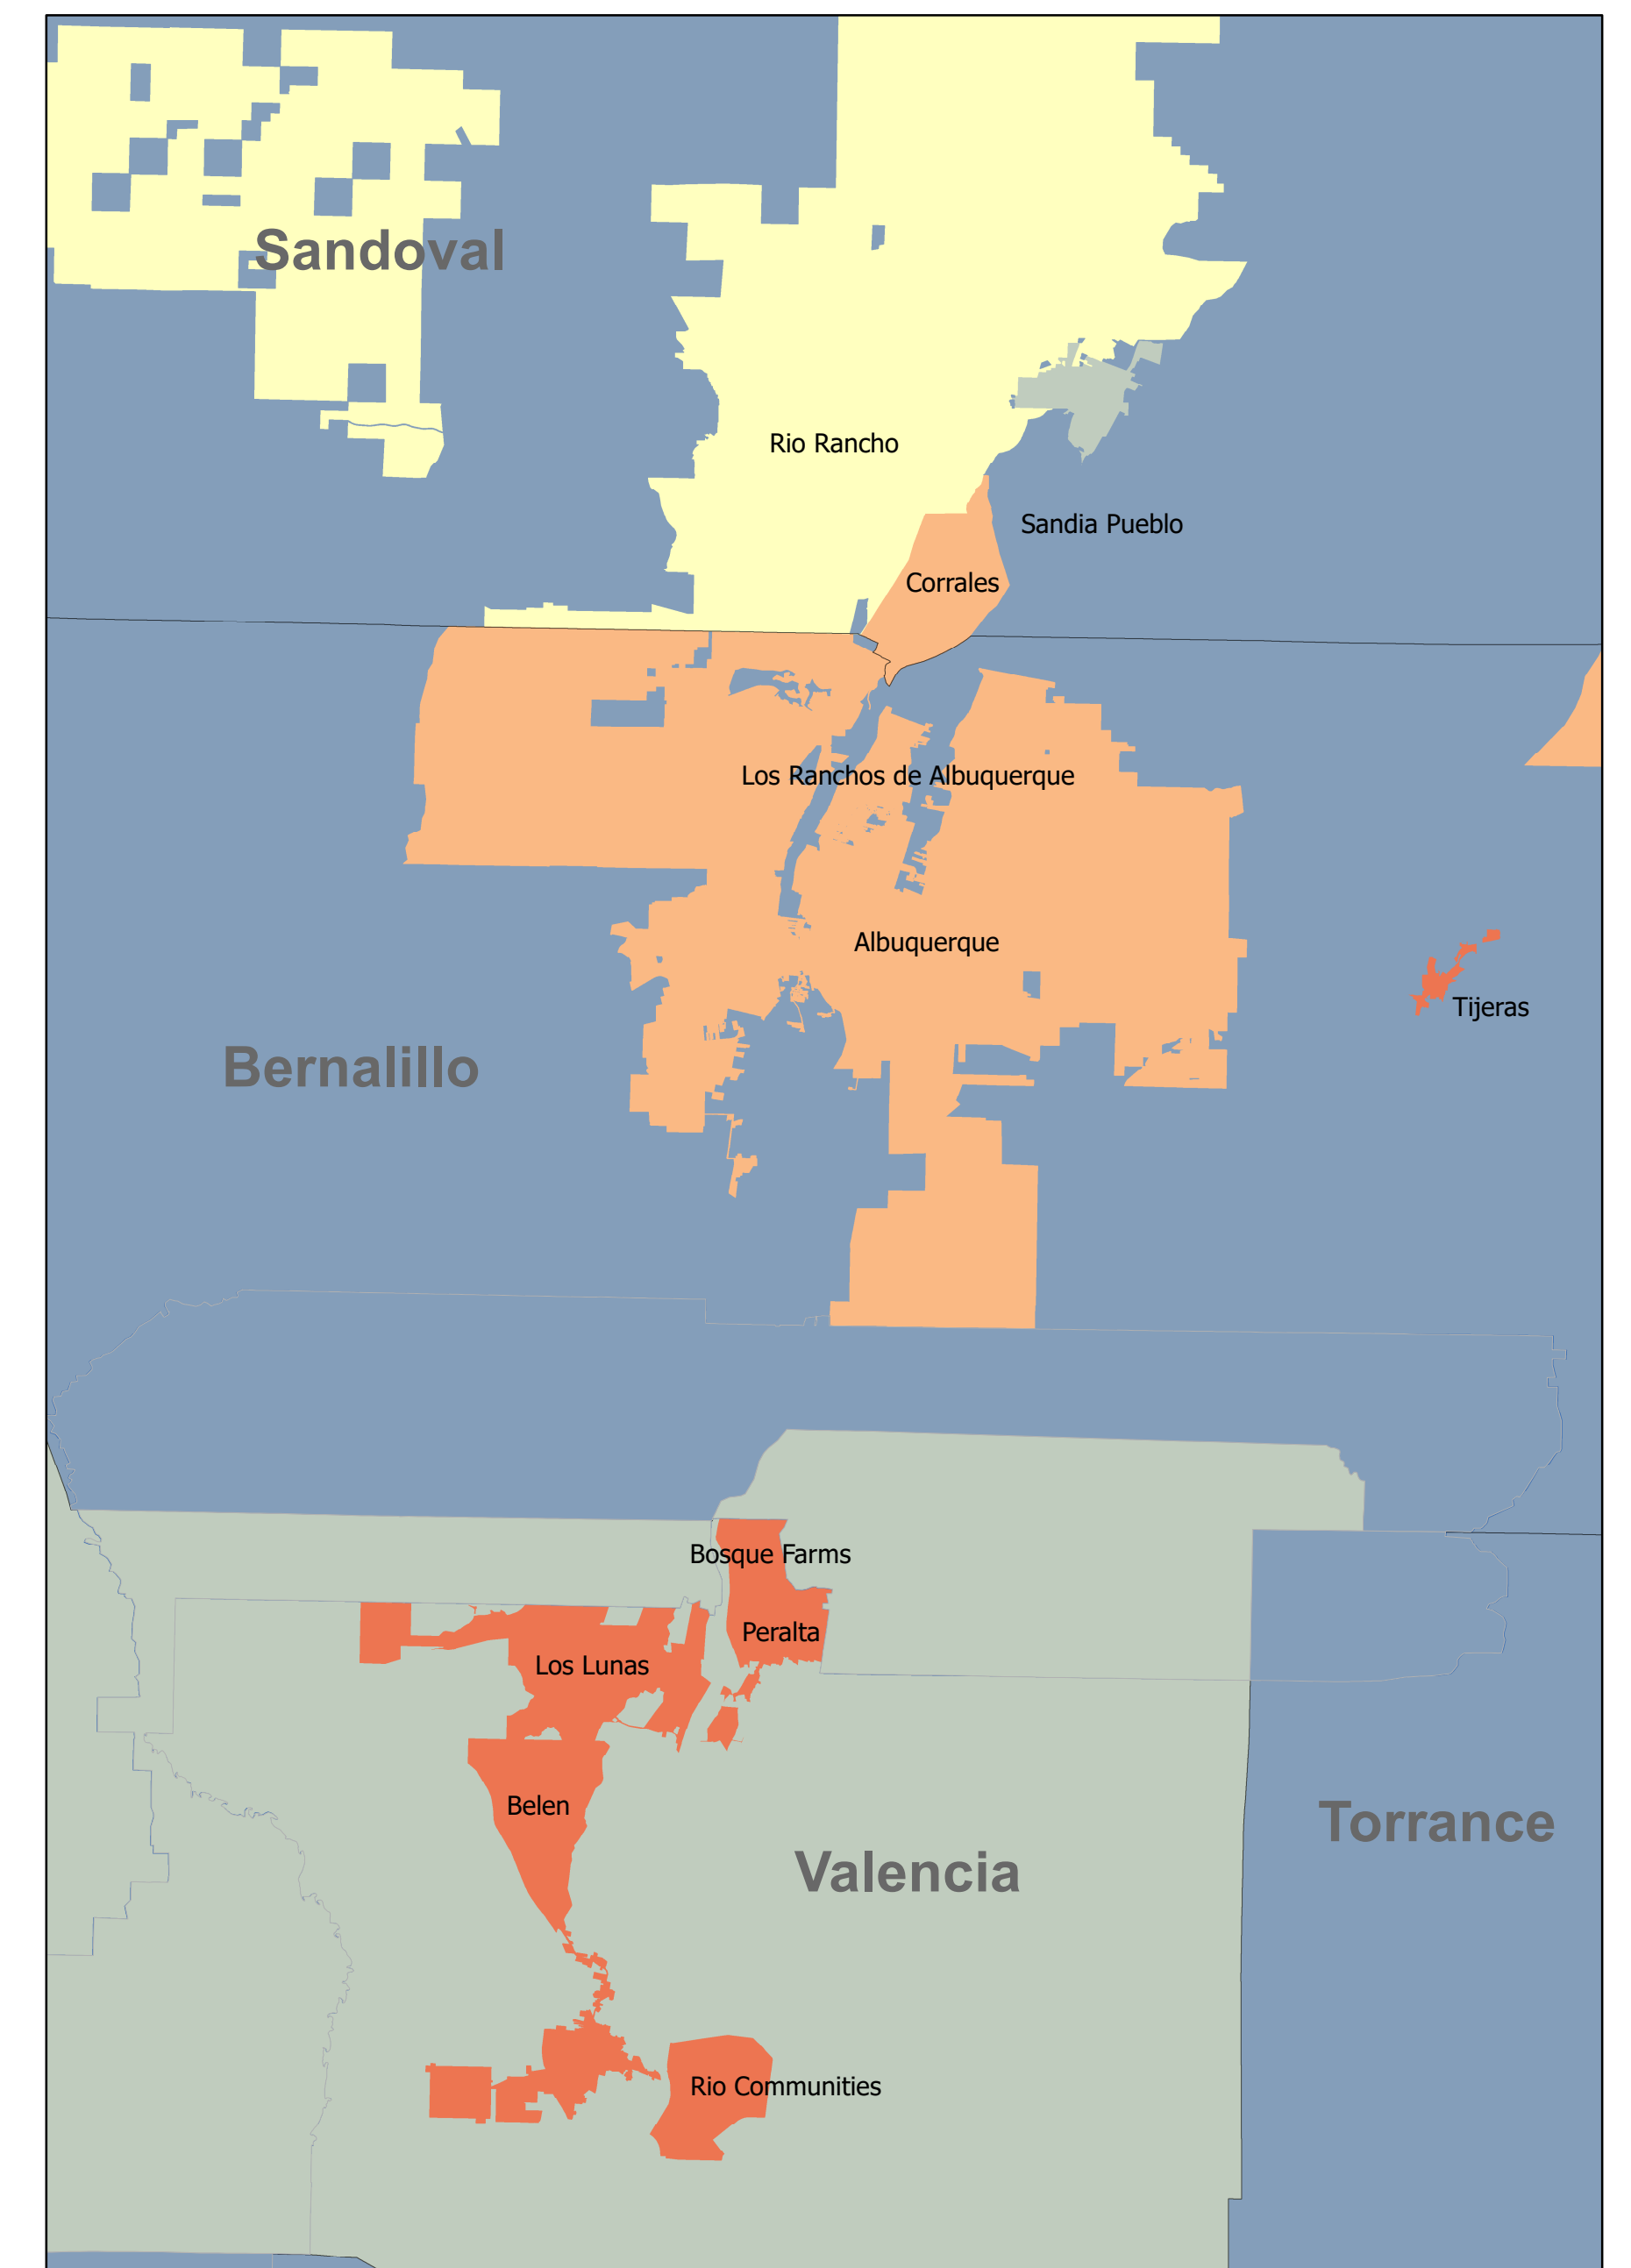 Sandoval
Rio Rancho
Sandia Pueblo
Corrales
Los Ranchos de Albuquerque
Albuquerque
Tijeras
Bernalillo
Bosque Farms
Peralta
Los Lunas
Belen
Torrance
Valencia
Rio Communities